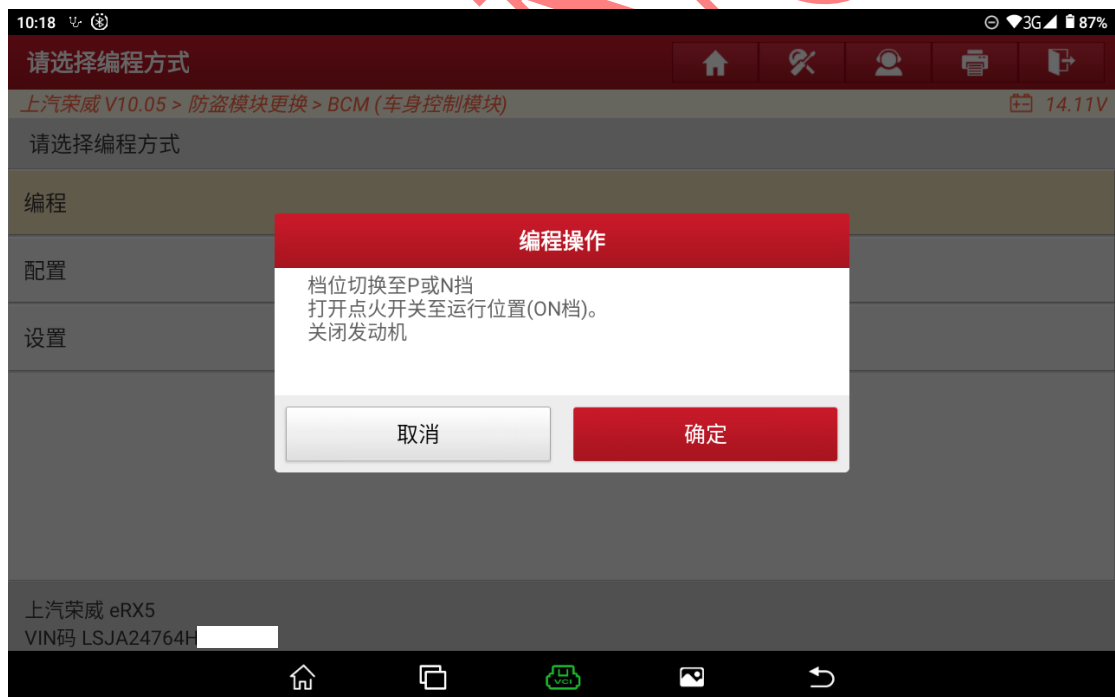 10:18
3G 87%
请选择编程方式
上汽荣威 V10.05 > 防盗模块更换 > BCM (车身控制模块)
14.11V
请选择编程方式
编程
编程操作
档位切换至P或N挡
打开点火开关至运行位置(ON档)。
关闭发动机
配置
设置
取消
确定
上汽荣威 eRX5
VIN码 LSJA24764H
VCI